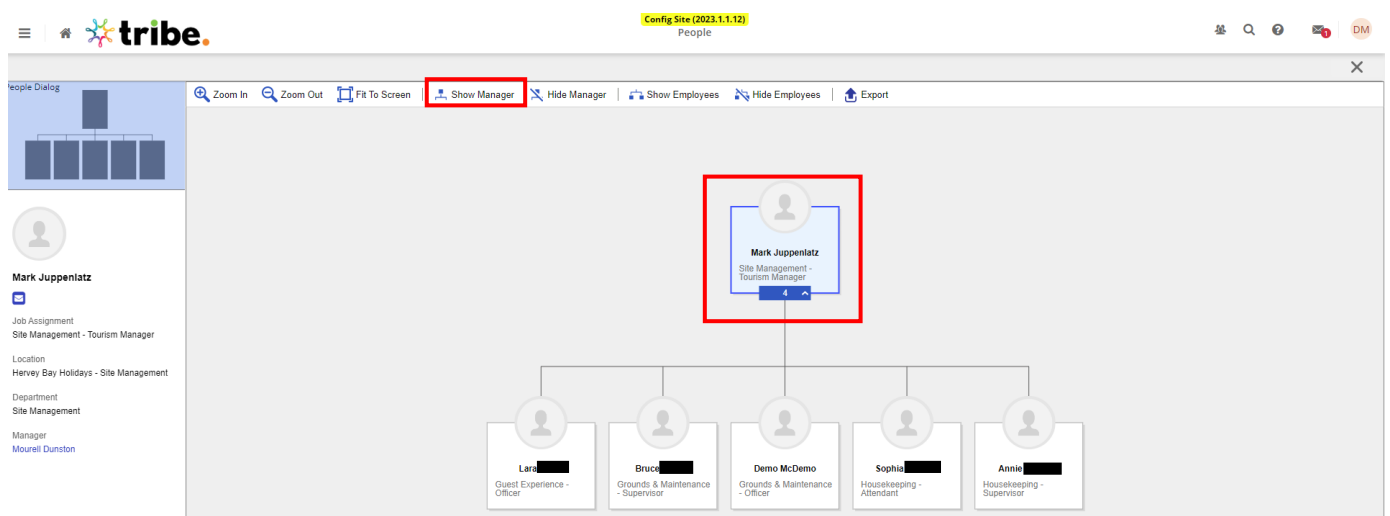 Config Site (2023.1.1.12)
People
tribe.
1
DM
People Dialog
Zoom In
Zoom Out
Fit To Screen
Show Manager
Hide Manager
Show Employees
Hide Employees
Export
Mark Juppenlatz
Job Assignment
Site Management - Tourism Manager
Location
Hervey Bay Holidays - Site Management
Department
Site Management
Manager
Mourell Dunston
Mark Juppenlatz
Site Management -
Tourism Manager
4
Lara
Guest Experience -
Officer
Bruce
Grounds & Maintenance
- Supervisor
Demo McDemo
Grounds & Maintenance
- Officer
Sophia
Housekeeping -
Attendant
Annie
Housekeeping -
Supervisor